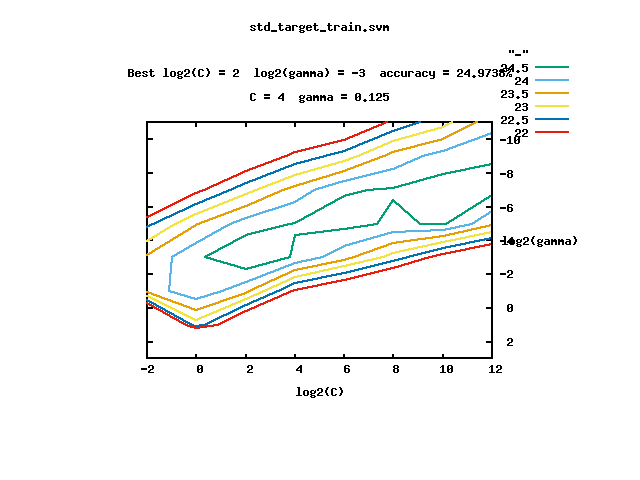 std_target_train.svm
"_"
Best log2(C) = 2 log2(gamma) = -3 accuracy = 24.9738%
24.5
24
C = 4 gamma = 0.125
23.5
23
22.5
22
-10
-8
-6
-4
log2(gamma)
-2
0
2
-2 0 2 4 6 8 10 12
log2(C)